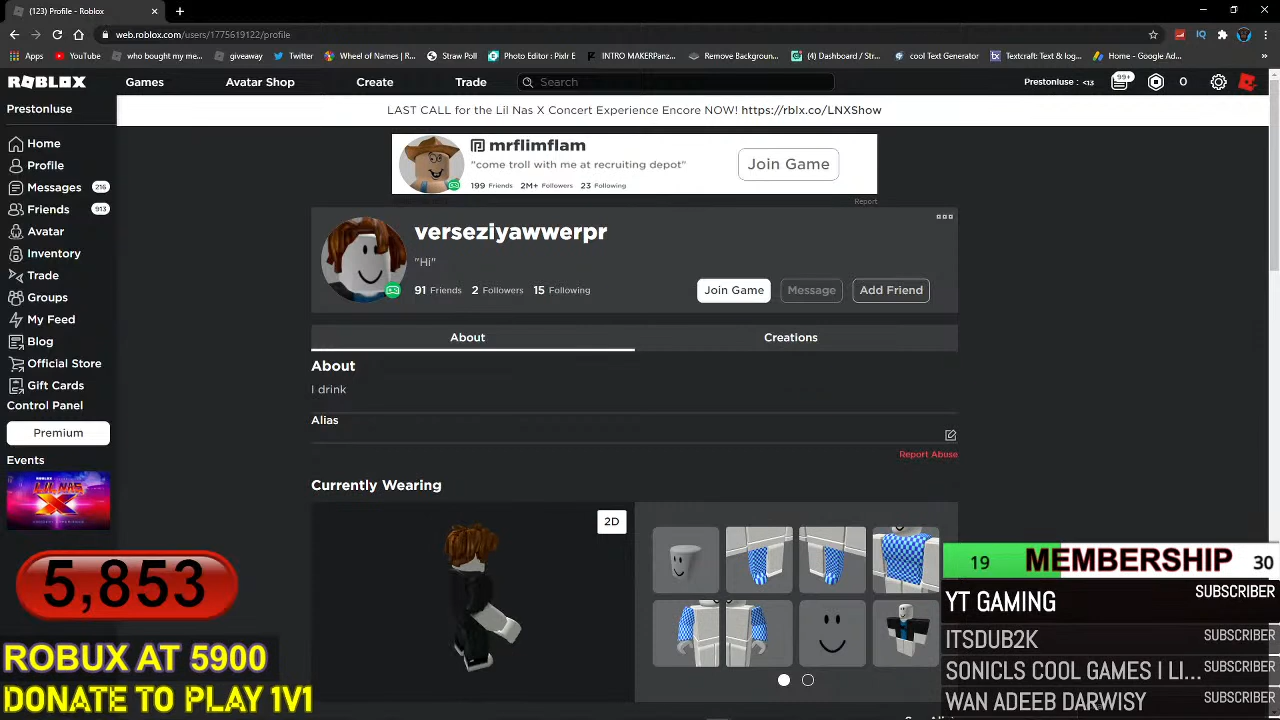 (123) Profile - Roblox
web.roblox.com/users/1775619122/profile
Apps YouTube who bought my me... giveaway Wheel of Names | R... Straw Poll Photo Editor : Pixlr E INTRO MAKERPanz... Remove Backgroun... (4) Dashboard / Str... cool Text Generator Textcraft: Text & log... Home - Google Ad...
ROBLOX Games Avatar Shop Create Trade Search Prestonluse : <13 99+ 0
Prestonluse
LAST CALL for the Lil Nas X Concert Experience Encore NOW! https://rblx.co/LNXShow
Home
Profile
Messages 216
Friends 913
Avatar
Inventory
Trade
Groups
My Feed
Blog
Official Store
Gift Cards
Control Panel
Premium
Events
ROBLOX
LIL NAS
X
mrflimflam
"come troll with me at recruiting depot"
199 Friends 2M+ Followers 23 Following
Join Game
Report
verseziyawwerpr
"Hi"
91 Friends 2 Followers 15 Following
Join Game Message Add Friend
About Creations
About
I drink
Alias
Report Abuse
Currently Wearing
2D
5,853
ROBUX AT 5900
DONATE TO PLAY 1V1
19 MEMBERSHIP 30
YT GAMING SUBSCRIBER
ITSDUB2K SUBSCRIBER
SONICLS COOL GAMES I LI... SUBSCRIBER
WAN ADEEB DARWISY SUBSCRIBER